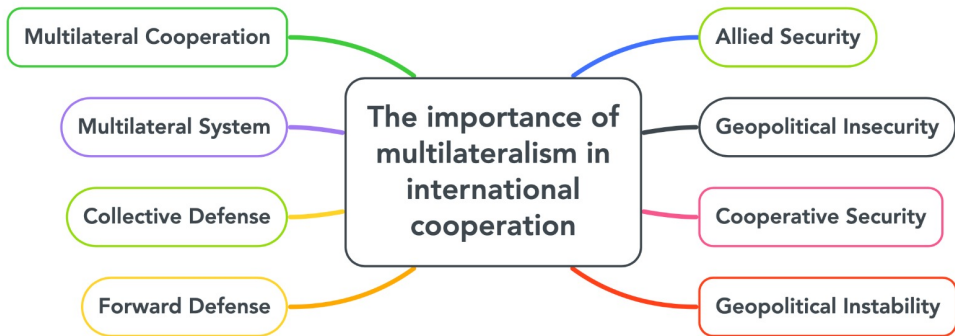 Multilateral Cooperation
Multilateral System
Collective Defense
Forward Defense
The importance of
multilateralism in
international
cooperation
Allied Security
Geopolitical Insecurity
Cooperative Security
Geopolitical Instability